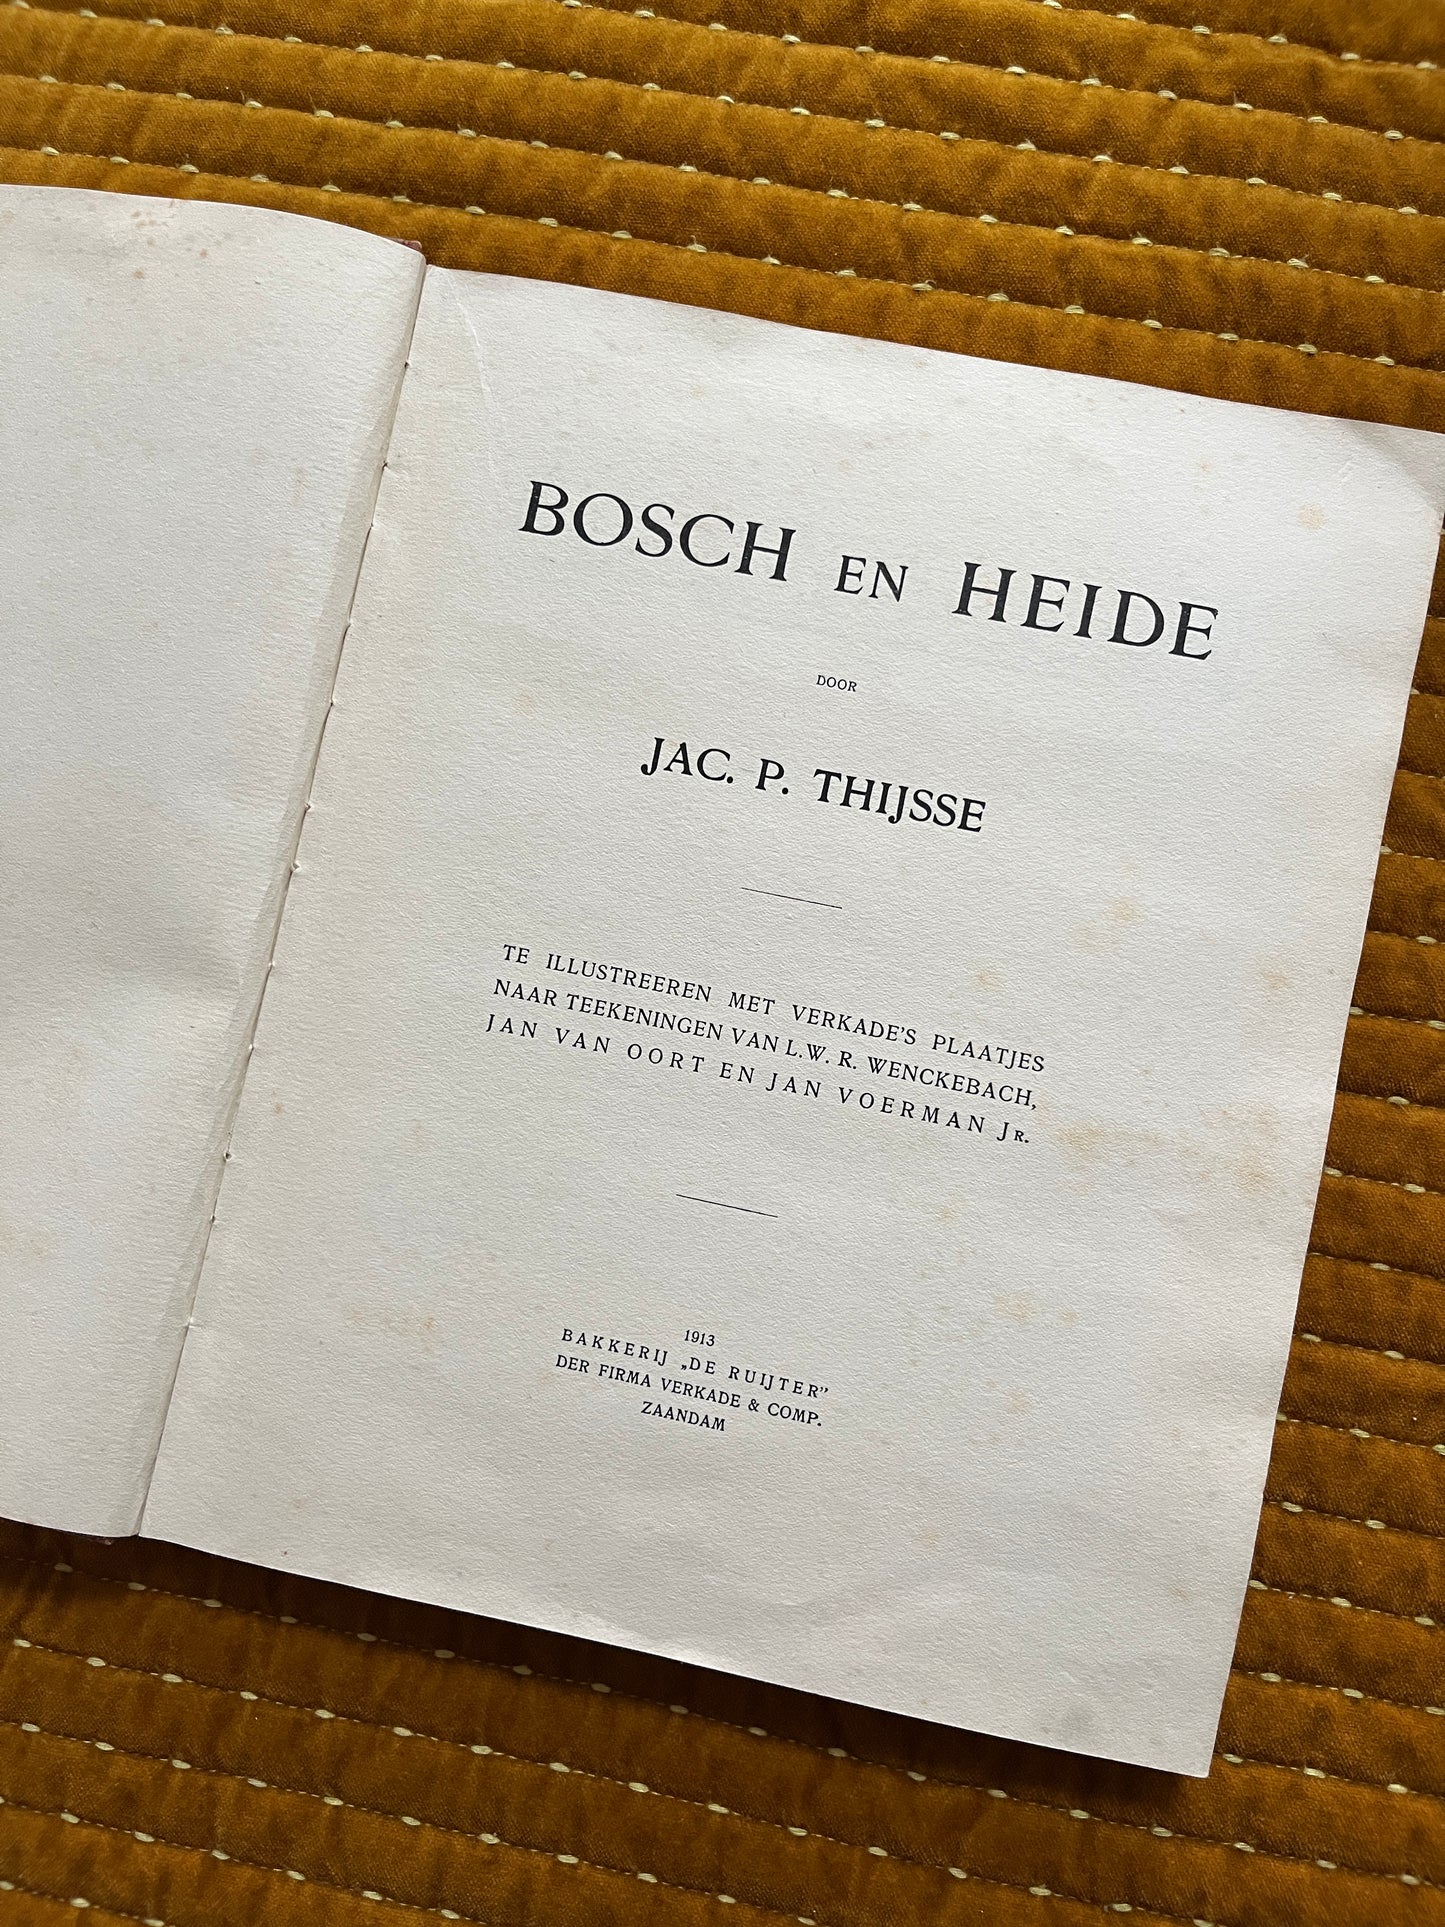 BOSCH EN HEIDE
DOOR
JAC. P. THIJSSE
TE ILLUSTREEREN MET VERKADE'S PLAATJES
NAAR TEEKENINGEN VAN L. W. R. WENCKEBACH,
JAN VAN OORT EN JAN VOERMAN JR.
1913
BAKKERIJ „DE RUIJTER”
DER FIRMA VERKADE & COMP.
ZAANDAM